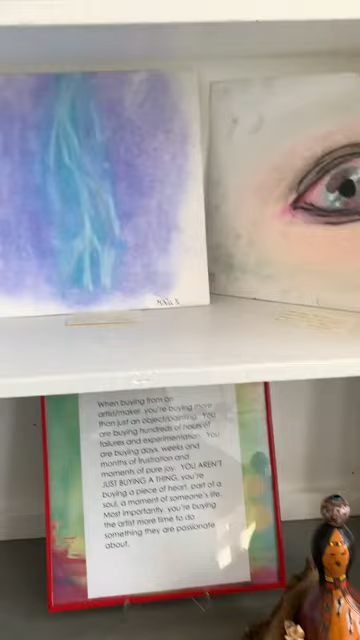 When buying from an
artist/maker, you're buying more
than just an object/painting. You
are buying hundreds of hours of
failures and experimentation. You
are buying days, weeks and
months of frustration and
moments of pure joy. YOU AREN'T
JUST BUYING A THING, you're
buying a piece of heart, part of a
soul, a moment of someone's life.
Most importantly, you're buying
the artist more time to do
something they are passionate
about.